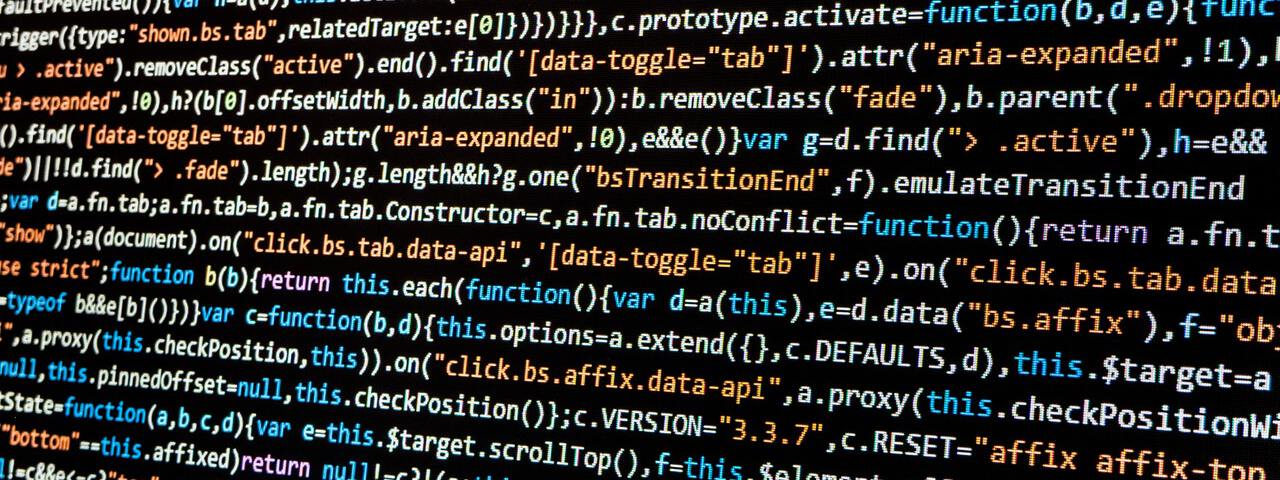 faultPrevented()){var h=a(a),this
rigger({type:"shown.bs.tab",relatedTarget:e[0]})})}}},c.prototype.activate=function(b,d,e){func
u > .active").removeClass("active").end().find('[data-toggle="tab"]').attr("aria-expanded",!1),
ria-expanded",!0),h?(b[0].offsetWidth,b.addClass("in")):b.removeClass("fade"),b.parent(".dropdow
().find('[data-toggle="tab"]').attr("aria-expanded",!0),e&&e()}var g=d.find("> .active"),h=e&&
de")||!!d.find("> .fade").length);g.length&&h?g.one("bsTransitionEnd",f).emulateTransitionEnd
;var d=a.fn.tab;a.fn.tab=b,a.fn.tab.Constructor=c,a.fn.tab.noConflict=function(){return a.fn.t
"show")};a(document).on("click.bs.tab.data-api",'[data-toggle="tab"]',e).on("click.bs.tab.data
se strict";function b(b){return this.each(function(){var d=a(this),e=d.data("bs.affix"),f="ob
=typeof b&&e[b]()})}var c=function(b,d){this.options=a.extend({},c.DEFAULTS,d),this.$target=a
",a.proxy(this.checkPosition,this)).on("click.bs.affix.data-api",a.proxy(this.checkPositionWi
null,this.pinnedOffset=null,this.checkPosition()};c.VERSION="3.3.7",c.RESET="affix affix-top
tState=function(a,b,c,d){var e=this.$target.scrollTop(),f=this.$element
"bottom"==this.affixed)return null!=c?!(
l!=c&&e<=c?"to